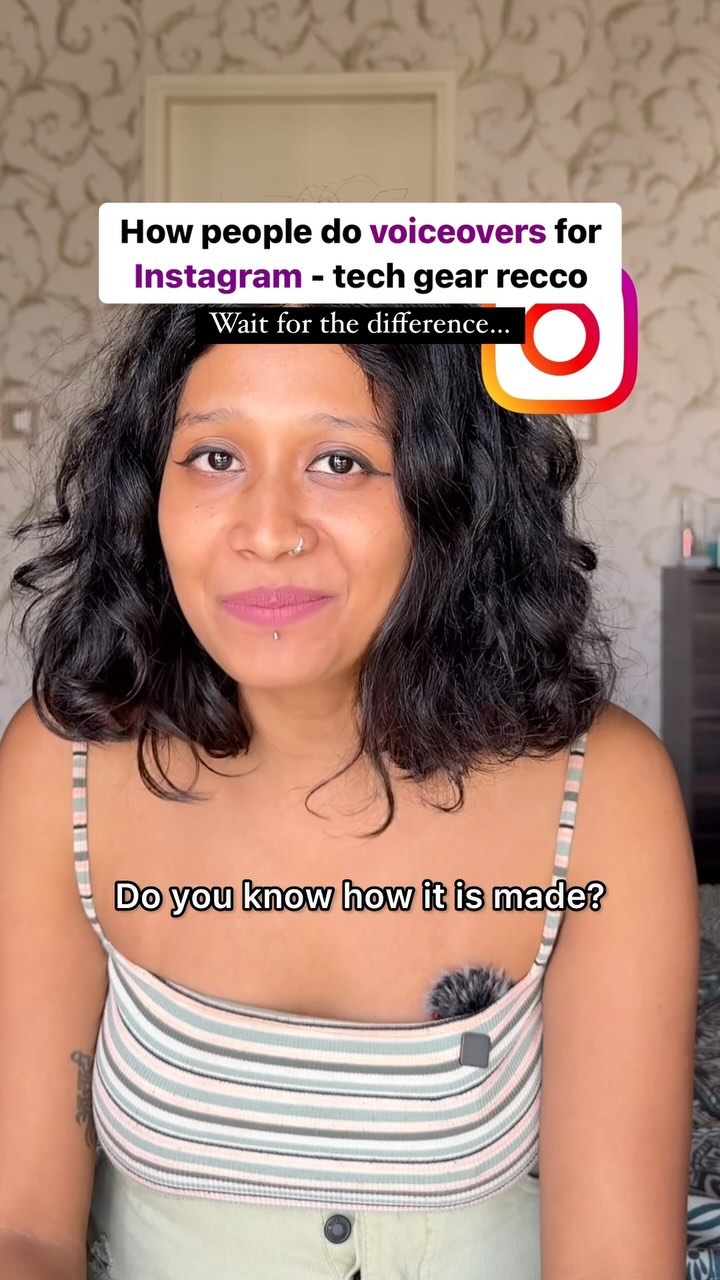 How people do voiceovers for
Instagram - tech gear recco
Wait for the difference...
Do you know how it is made?